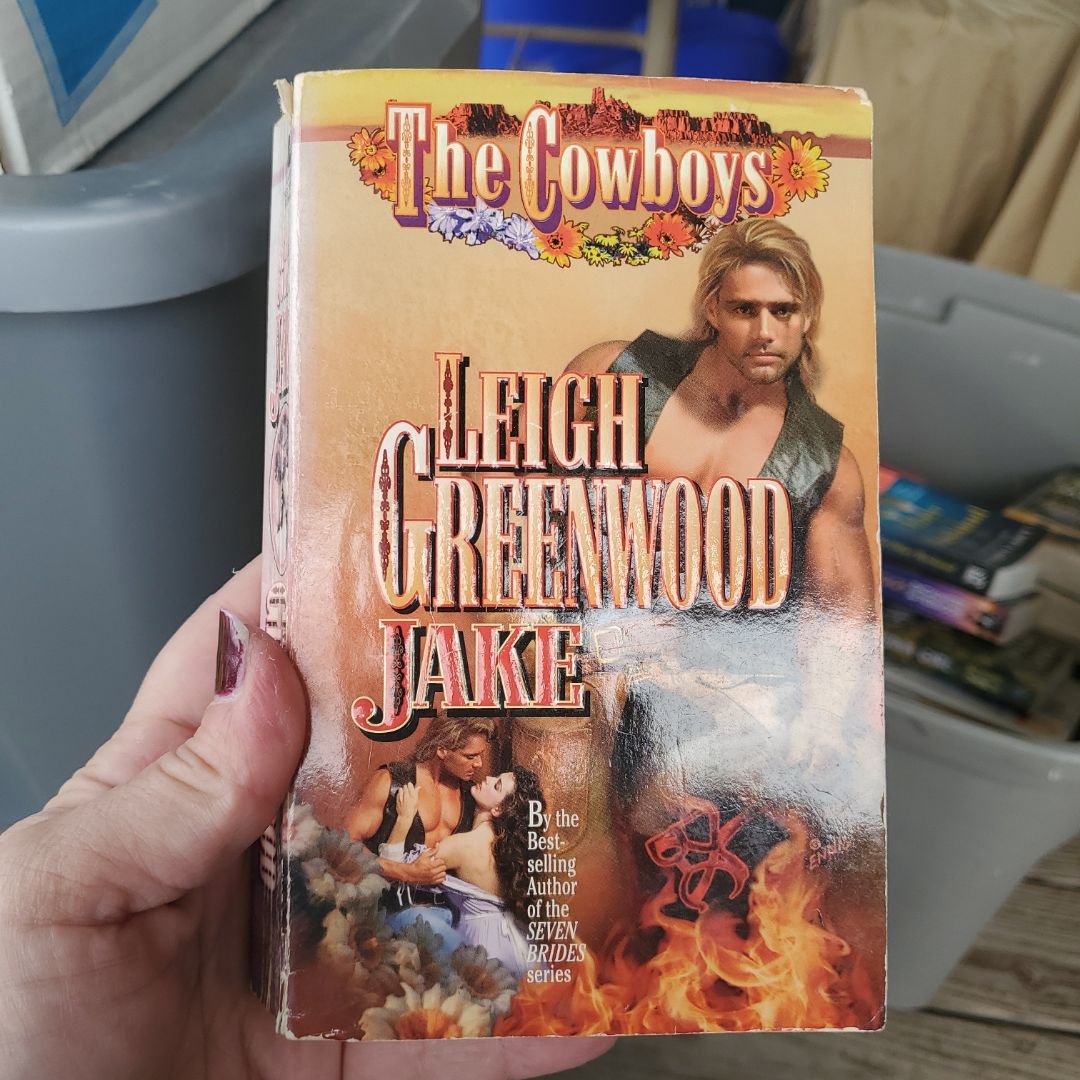 The Cowboys
LEIGH
GREENWOOD
JAKE
By the
Best-
selling
Author
of the
SEVEN
BRIDES
series